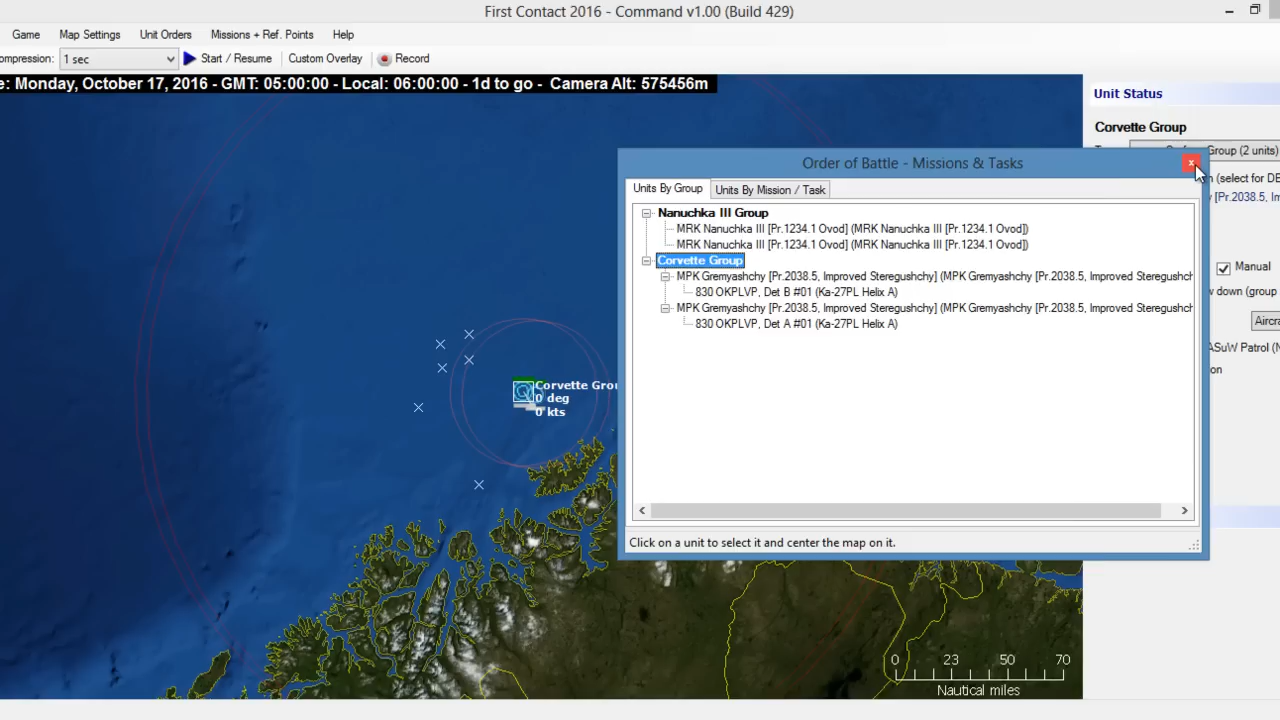 First Contact 2016 - Command v1.00 (Build 429)
Game Map Settings Unit Orders Missions + Ref. Points Help
ompression: 1 sec Start / Resume Custom Overlay Record
e: Monday, October 17, 2016 - GMT: 05:00:00 - Local: 06:00:00 - 1d to go - Camera Alt: 575456m
Unit Status
Corvette Group
Group (2 units)
Order of Battle - Missions & Tasks
x
n (select for DE
Units By Group Units By Mission / Task
[Pr.2038.5, Im
Nanuchka III Group
MRK Nanuchka III [Pr.1234.1 Ovod] (MRK Nanuchka III [Pr.1234.1 Ovod])
MRK Nanuchka III [Pr.1234.1 Ovod] (MRK Nanuchka III [Pr.1234.1 Ovod])
Corvette Group
Manual
MPK Gremyashchy [Pr.2038.5, Improved Steregushchy] (MPK Gremyashchy [Pr.2038.5, Improved Steregushch
830 OKPLVP, Det B #01 (Ka-27PL Helix A)
w down (group
MPK Gremyashchy [Pr.2038.5, Improved Steregushchy] (MPK Gremyashchy [Pr.2038.5, Improved Steregushch
830 OKPLVP, Det A #01 (Ka-27PL Helix A)
Aircra
ASuW Patrol (N
on
Corvette Grou
0 deg
0 kts
Click on a unit to select it and center the map on it.
0 23 50 70
Nautical miles